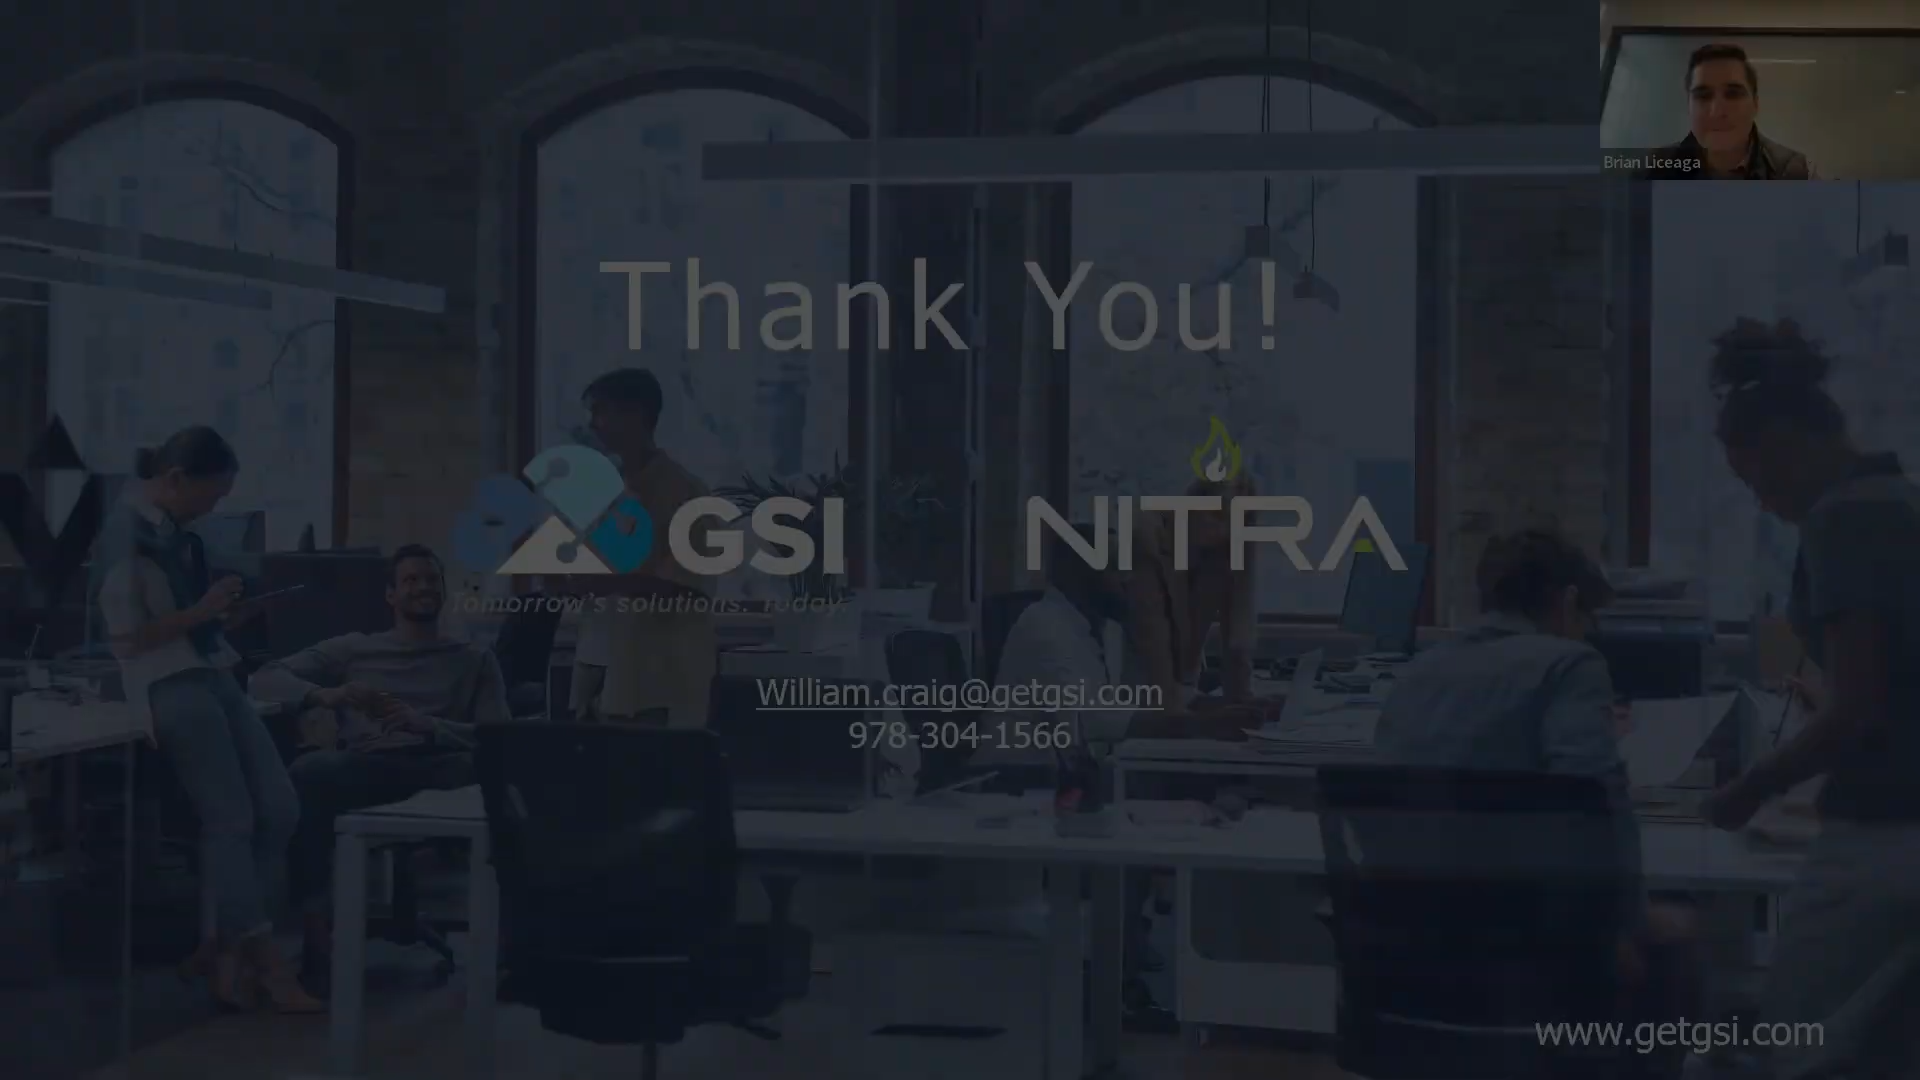 Brian Liceaga
Thank You!
GSI
NITRA
Tomorrow's solutions. Today.
William.craig@getgsi.com
978-304-1566
www.getgsi.com